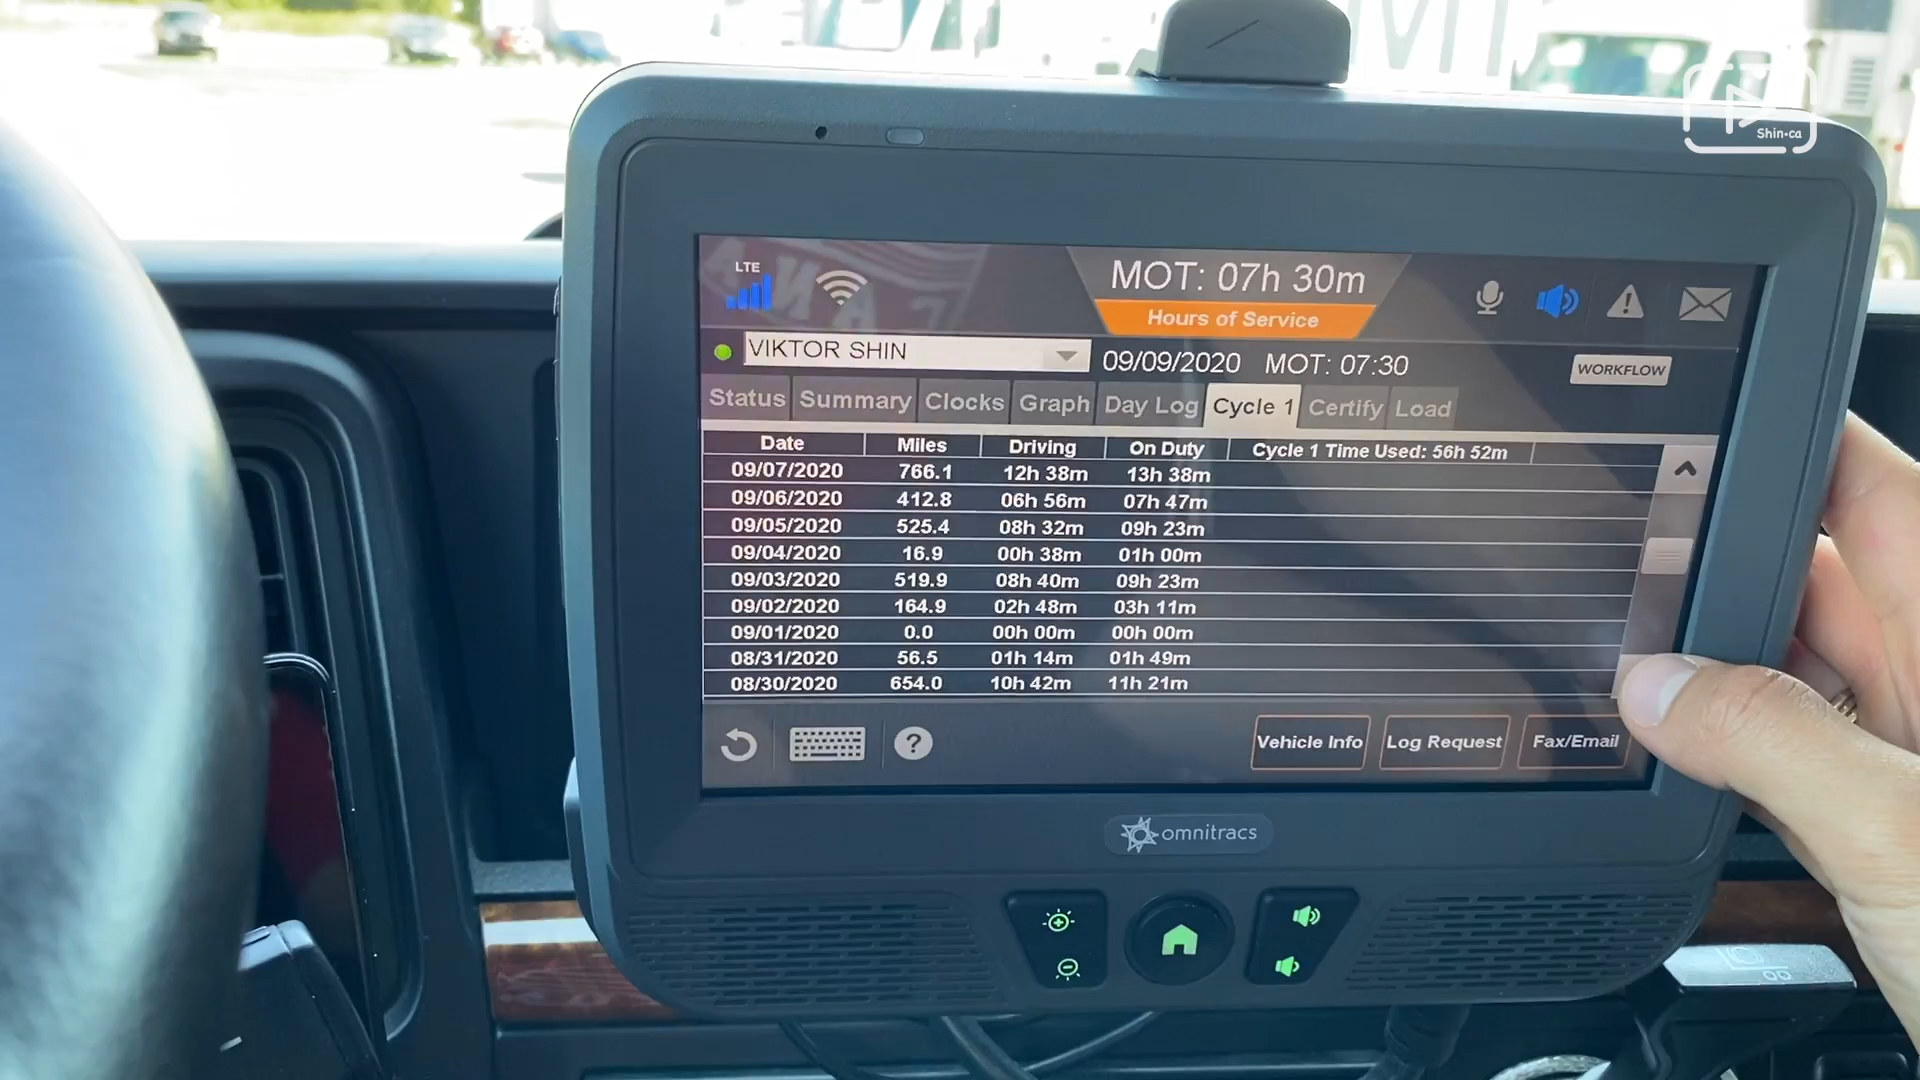 Shin-ca
LTE
MOT: 07h 30m
Hours of Service
VIKTOR SHIN
09/09/2020 MOT: 07:30
WORKFLOW
Status Summary Clocks Graph Day Log Cycle 1 Certify Load
Date Miles Driving On Duty Cycle 1 Time Used: 56h 52m
09/07/2020 766.1 12h 38m 13h 38m
09/06/2020 412.8 06h 56m 07h 47m
09/05/2020 525.4 08h 32m 09h 23m
09/04/2020 16.9 00h 38m 01h 00m
09/03/2020 519.9 08h 40m 09h 23m
09/02/2020 164.9 02h 48m 03h 11m
09/01/2020 0.0 00h 00m 00h 00m
08/31/2020 56.5 01h 14m 01h 49m
08/30/2020 654.0 10h 42m 11h 21m
? Vehicle Info Log Request Fax/Email
omnitracs